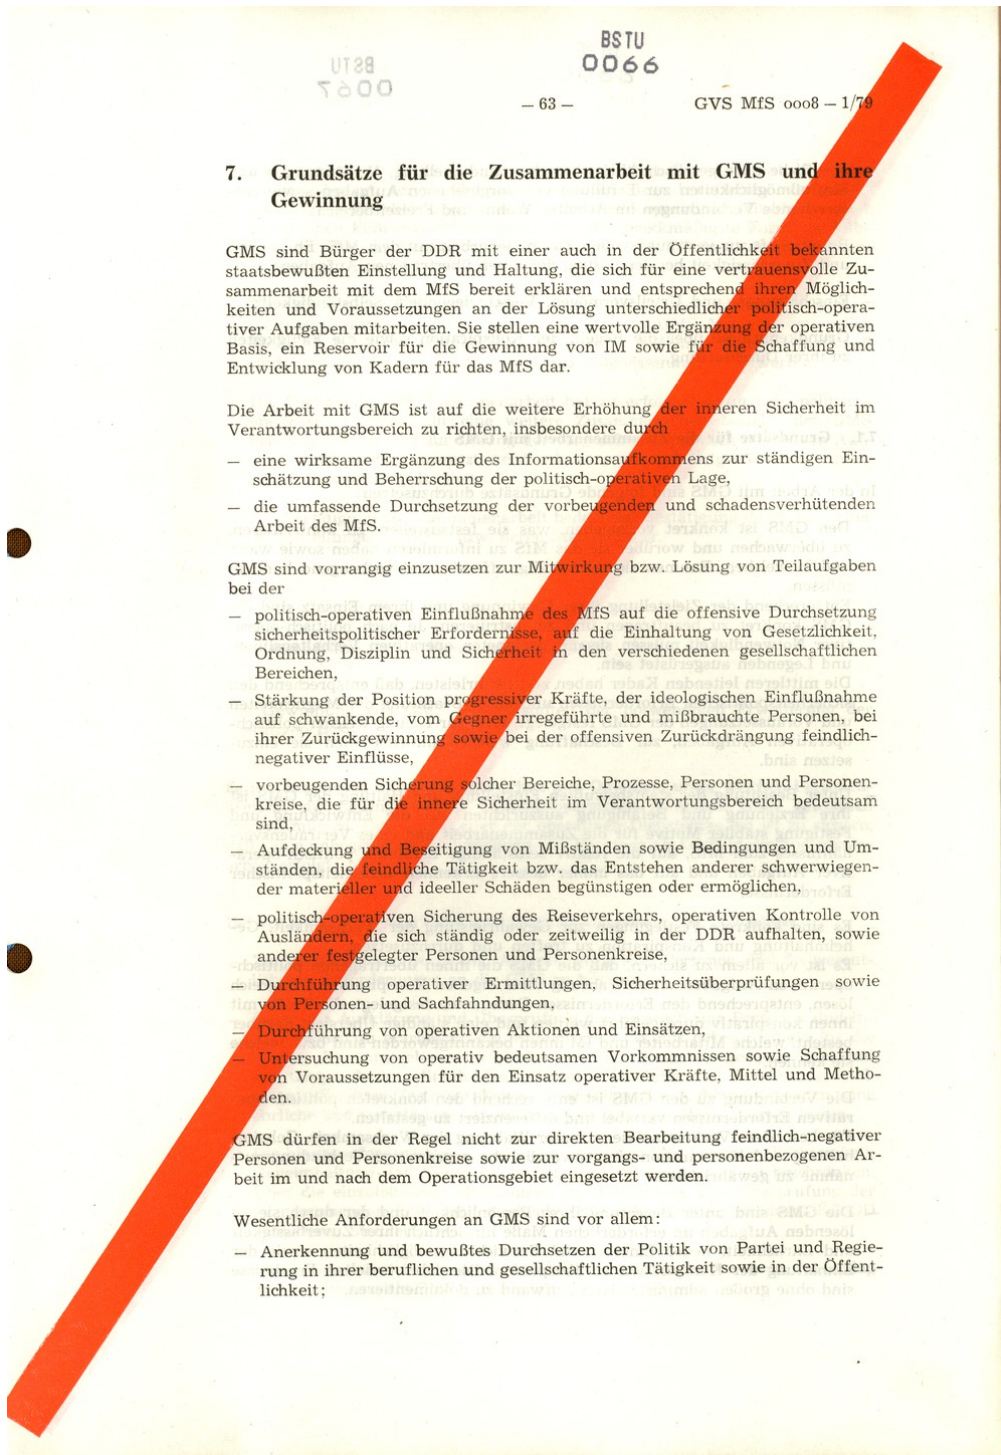 BSTU
0066
BSTU
0067
— 63 —
GVS MfS ooo8 — 1/79
7. Grundsätze für die Zusammenarbeit mit GMS und ihre
Gewinnung
GMS sind Bürger der DDR mit einer auch in der Öffentlichkeit bekannten
staatsbewußten Einstellung und Haltung, die sich für eine vertrauensvolle Zu-
sammenarbeit mit dem MfS bereit erklären und entsprechend ihren Möglich-
keiten und Voraussetzungen an der Lösung unterschiedlicher politisch-opera-
tiver Aufgaben mitarbeiten. Sie stellen eine wertvolle Ergänzung der operativen
Basis, ein Reservoir für die Gewinnung von IM sowie für die Schaffung und
Entwicklung von Kadern für das MfS dar.
Die Arbeit mit GMS ist auf die weitere Erhöhung der inneren Sicherheit im
Verantwortungsbereich zu richten, insbesondere durch
— eine wirksame Ergänzung des Informationsaufkommens zur ständigen Ein-
schätzung und Beherrschung der politisch-operativen Lage,
— die umfassende Durchsetzung der vorbeugenden und schadensverhütenden
Arbeit des MfS.
GMS sind vorrangig einzusetzen zur Mitwirkung bzw. Lösung von Teilaufgaben
bei der
— politisch-operativen Einflußnahme des MfS auf die offensive Durchsetzung
sicherheitspolitischer Erfordernisse, auf die Einhaltung von Gesetzlichkeit,
Ordnung, Disziplin und Sicherheit in den verschiedenen gesellschaftlichen
Bereichen,
— Stärkung der Position progressiver Kräfte, der ideologischen Einflußnahme
auf schwankende, vom Gegner irregeführte und mißbrauchte Personen, bei
ihrer Zurückgewinnung sowie bei der offensiven Zurückdrängung feindlich-
negativer Einflüsse,
— vorbeugenden Sicherung solcher Bereiche, Prozesse, Personen und Personen-
kreise, die für die innere Sicherheit im Verantwortungsbereich bedeutsam
sind,
— Aufdeckung und Beseitigung von Mißständen sowie Bedingungen und Um-
ständen, die feindliche Tätigkeit bzw. das Entstehen anderer schwerwiegen-
der materieller und ideeller Schäden begünstigen oder ermöglichen,
— politisch-operativen Sicherung des Reiseverkehrs, operativen Kontrolle von
Ausländern, die sich ständig oder zeitweilig in der DDR aufhalten, sowie
anderer festgelegter Personen und Personenkreise,
— Durchführung operativer Ermittlungen, Sicherheitsüberprüfungen sowie
von Personen- und Sachfahndungen,
— Durchführung von operativen Aktionen und Einsätzen,
— Untersuchung von operativ bedeutsamen Vorkommnissen sowie Schaffung
von Voraussetzungen für den Einsatz operativer Kräfte, Mittel und Metho-
den.
GMS dürfen in der Regel nicht zur direkten Bearbeitung feindlich-negativer
Personen und Personenkreise sowie zur vorgangs- und personenbezogenen Ar-
beit im und nach dem Operationsgebiet eingesetzt werden.
Wesentliche Anforderungen an GMS sind vor allem:
— Anerkennung und bewußtes Durchsetzen der Politik von Partei und Regie-
rung in ihrer beruflichen und gesellschaftlichen Tätigkeit sowie in der Öffent-
lichkeit;